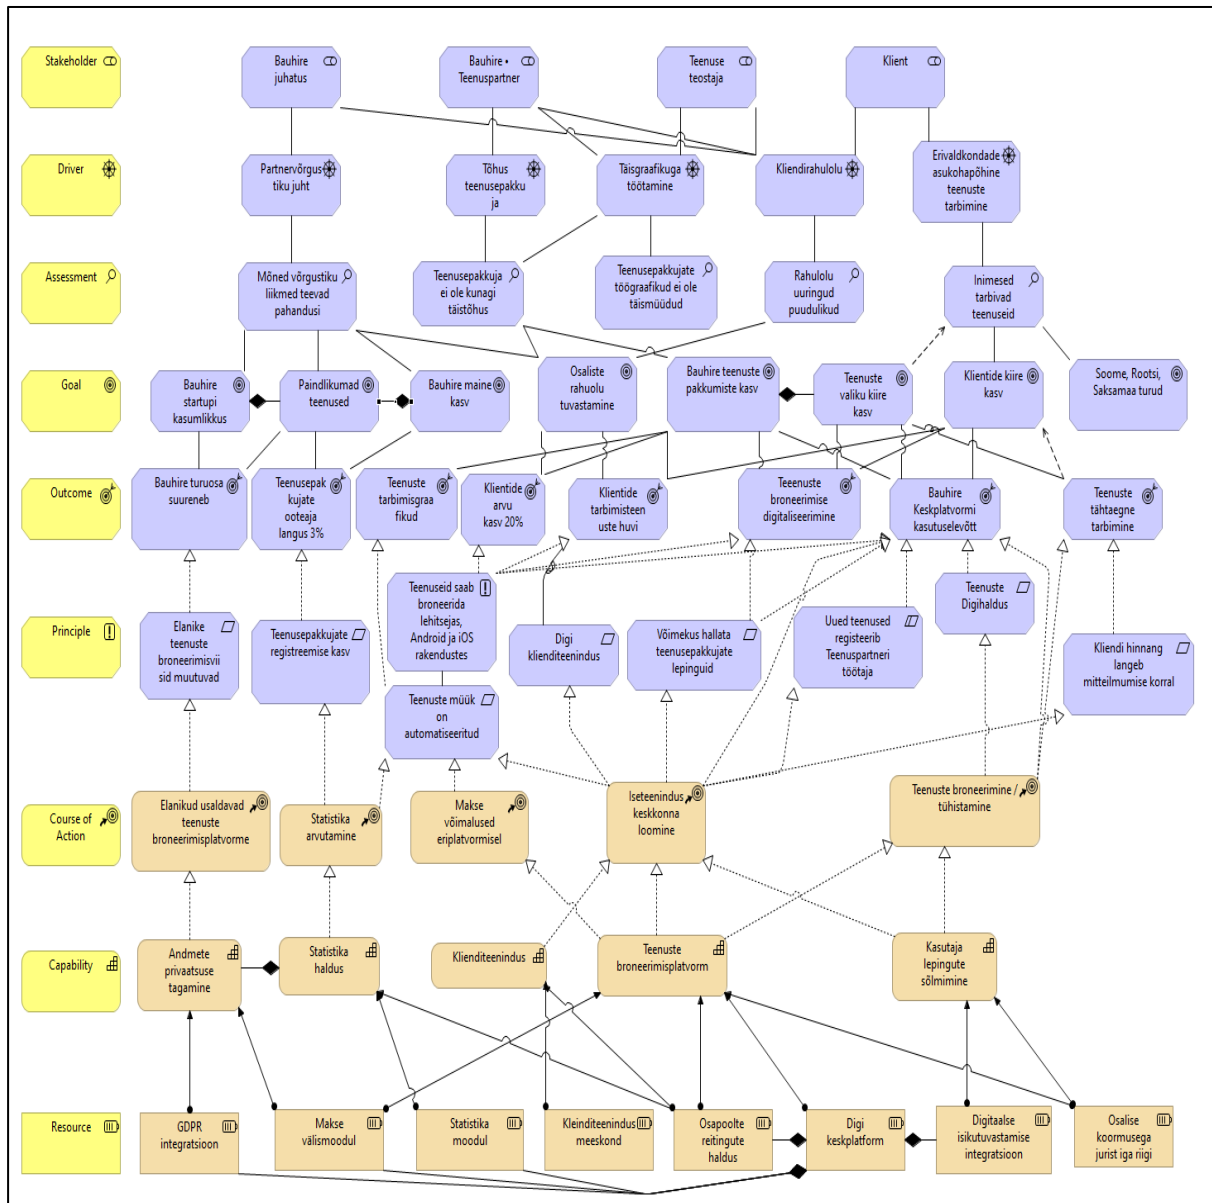 Stakeholder
Bauhire
juhatus
Bauhire •
Teenuspartner
Teenuse
teostaja
Klient
Driver
Partnervõrgus
tiku juht
Tõhus
teenusepakku
ja
Täisgraafikuga
töötamine
Kliendirahulolu
Erivaldkondade
asukohapõhine
teenuste
tarbimine
Assessment
Mõned võrgustiku
liikmed teevad
pahandusi
Teenusepakkuja
ei ole kunagi
täistõhus
Teenusepakkujate
töögraafikud ei ole
täismüüdud
Rahulolu
uuringud
puudulikud
Inimesed
tarbivad
teenuseid
Goal
Bauhire
startupi
kasumlikkus
Paindlikumad
teenused
Bauhire maine
kasv
Osaliste
rahuolu
tuvastamine
Bauhire teenuste
pakkumiste kasv
Teenuste
valiku kiire
kasv
Klientide kiire
kasv
Soome, Rootsi,
Saksamaa turud
Outcome
Bauhire turuosa
suureneb
Teenusepak
kujate
ooteaja
langus 3%
Teenuste
tarbimisgraa
fikud
Klientide
arvu
kasv 20%
Klientide
tarbimisteen
uste huvi
Teeenuste
broneerimise
digitaliseerimine
Bauhire
Keskplatvormi
kasutuselevõtt
Teenuste
tähtaegne
tarbimine
Principle
Elanike
teenuste
broneerimisvii
sid muutuvad
Teenusepakkujate
registreemise kasv
Teenuseid saab
broneerida
lehitsejas,
Android ja iOS
rakendustes
Teenuste müük
on
automatiseeritud
Digi
klienditeenindus
Võimekus hallata
teenusepakkujate
lepinguid
Uued teenused
registeerib
Teenuspartneri
töötaja
Teenuste
Digihaldus
Kliendi hinnang
langeb
mitteilmumise korral
Course of
Action
Elanikud usaldavad
teenuste
broneerimisplatvorme
Statistika
arvutamine
Makse
võimalused
eriplatvormisel
Iseteenindus
keskkonna
loomine
Teenuste broneerimine /
tühistamine
Capability
Andmete
privaatsuse
tagamine
Statistika
haldus
Klienditeenindus
Teenuste
broneerimisplatvorm
Kasutaja
lepingute
sõlmimine
Resource
GDPR
integratsioon
Makse
välismoodul
Statistika
moodul
Kleinditeenindus
meeskond
Osapoolte
reitingute
haldus
Digi
keskplatform
Digitaalse
isikutuvastamise
integratsioon
Osalise
koormusega
jurist iga riigi